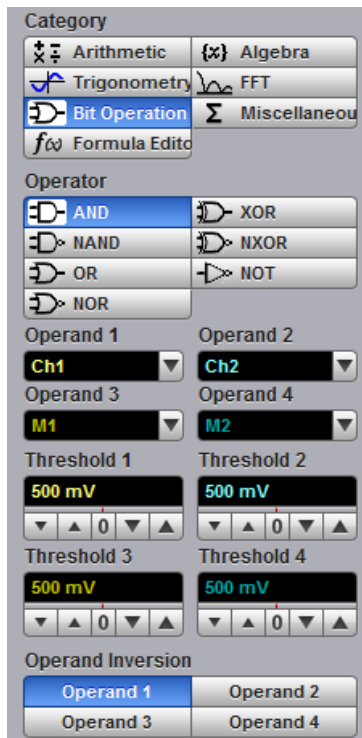 Category
Arithmetic {x} Algebra
Trigonometry FFT
Bit Operation Σ Miscellaneou
f(x) Formula Edito
Operator
AND XOR
NAND NXOR
OR NOT
NOR
Operand 1 Operand 2
Ch1 Ch2
Operand 3 Operand 4
M1 M2
Threshold 1 Threshold 2
500 mV 500 mV
0 0
Threshold 3 Threshold 4
500 mV 500 mV
0 0
Operand Inversion
Operand 1 Operand 2
Operand 3 Operand 4